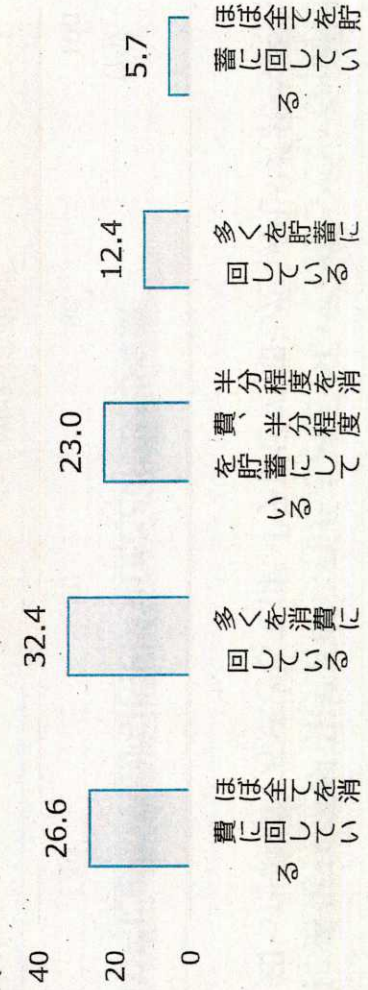 40
20
0
26.6
32.4
23.0
12.4
5.7
ほぼ全てを消
費に回してい
る
多くを消費に
回している
半分程度を消
費、半分程度
を貯蓄にして
いる
多くを貯蓄に
回している
ほぼ全てを貯
蓄に回してい
る